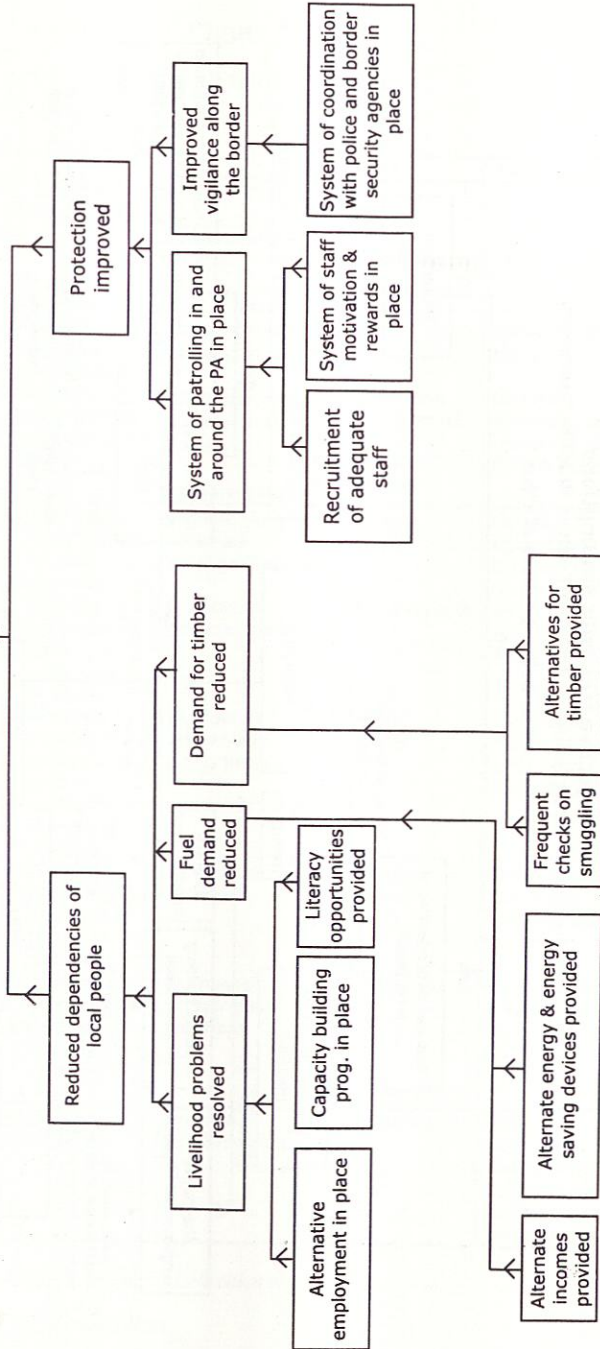 Reduced dependencies of
local people
Protection
improved
Livelihood problems
resolved
Fuel
demand
reduced
Demand for timber
reduced
System of patrolling in and
around the PA in place
Improved
vigilance along
the border
Alternative
employment in place
Capacity building
prog. in place
Literacy
opportunities
provided
Recruitment
of adequate
staff
System of staff
motivation &
rewards in
place
System of coordination
with police and border
security agencies in
place
Alternate
incomes
provided
Alternate energy & energy
saving devices provided
Frequent
checks on
smuggling
Alternatives for
timber provided